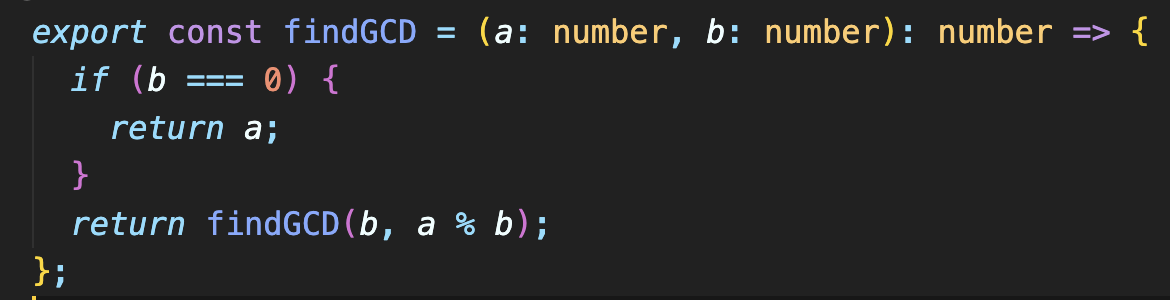 export const findGCD = (a: number, b: number): number => {
  if (b === 0) {
    return a;
  }
  return findGCD(b, a % b);
};